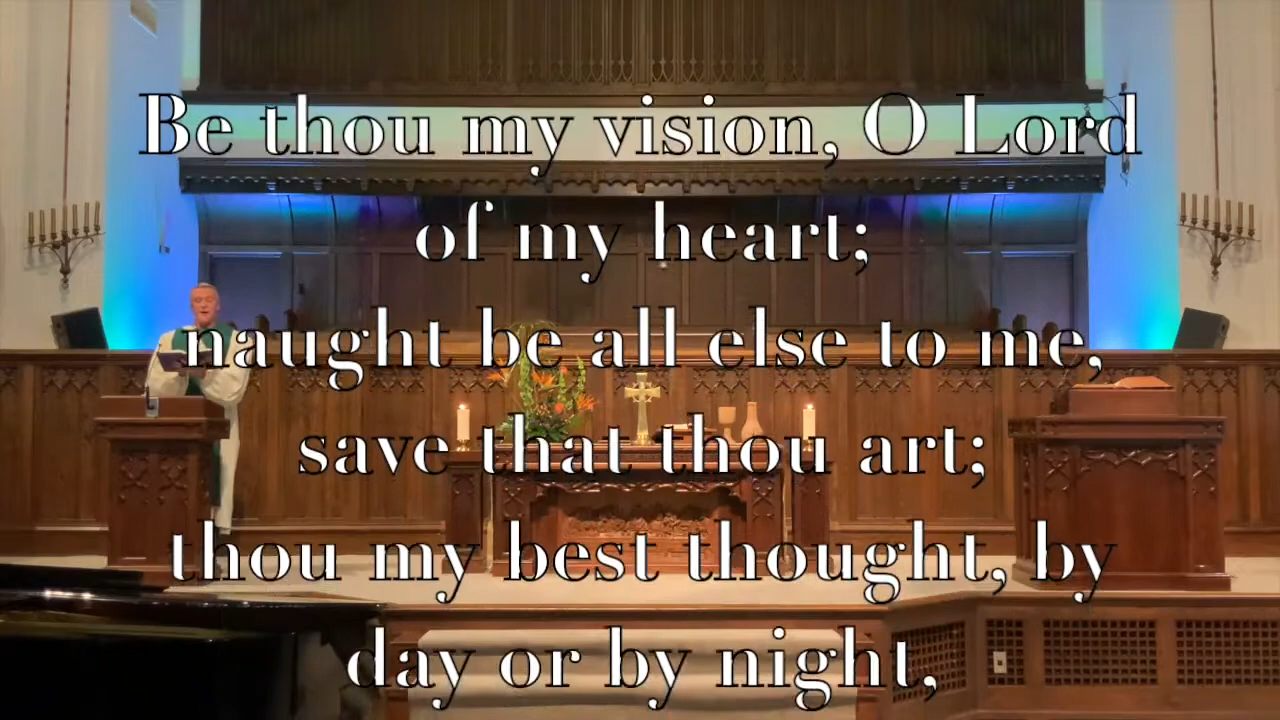 Be thou my vision, O Lord
of my heart;
naught be all else to me,
save that thou art;
thou my best thought, by
day or by night,